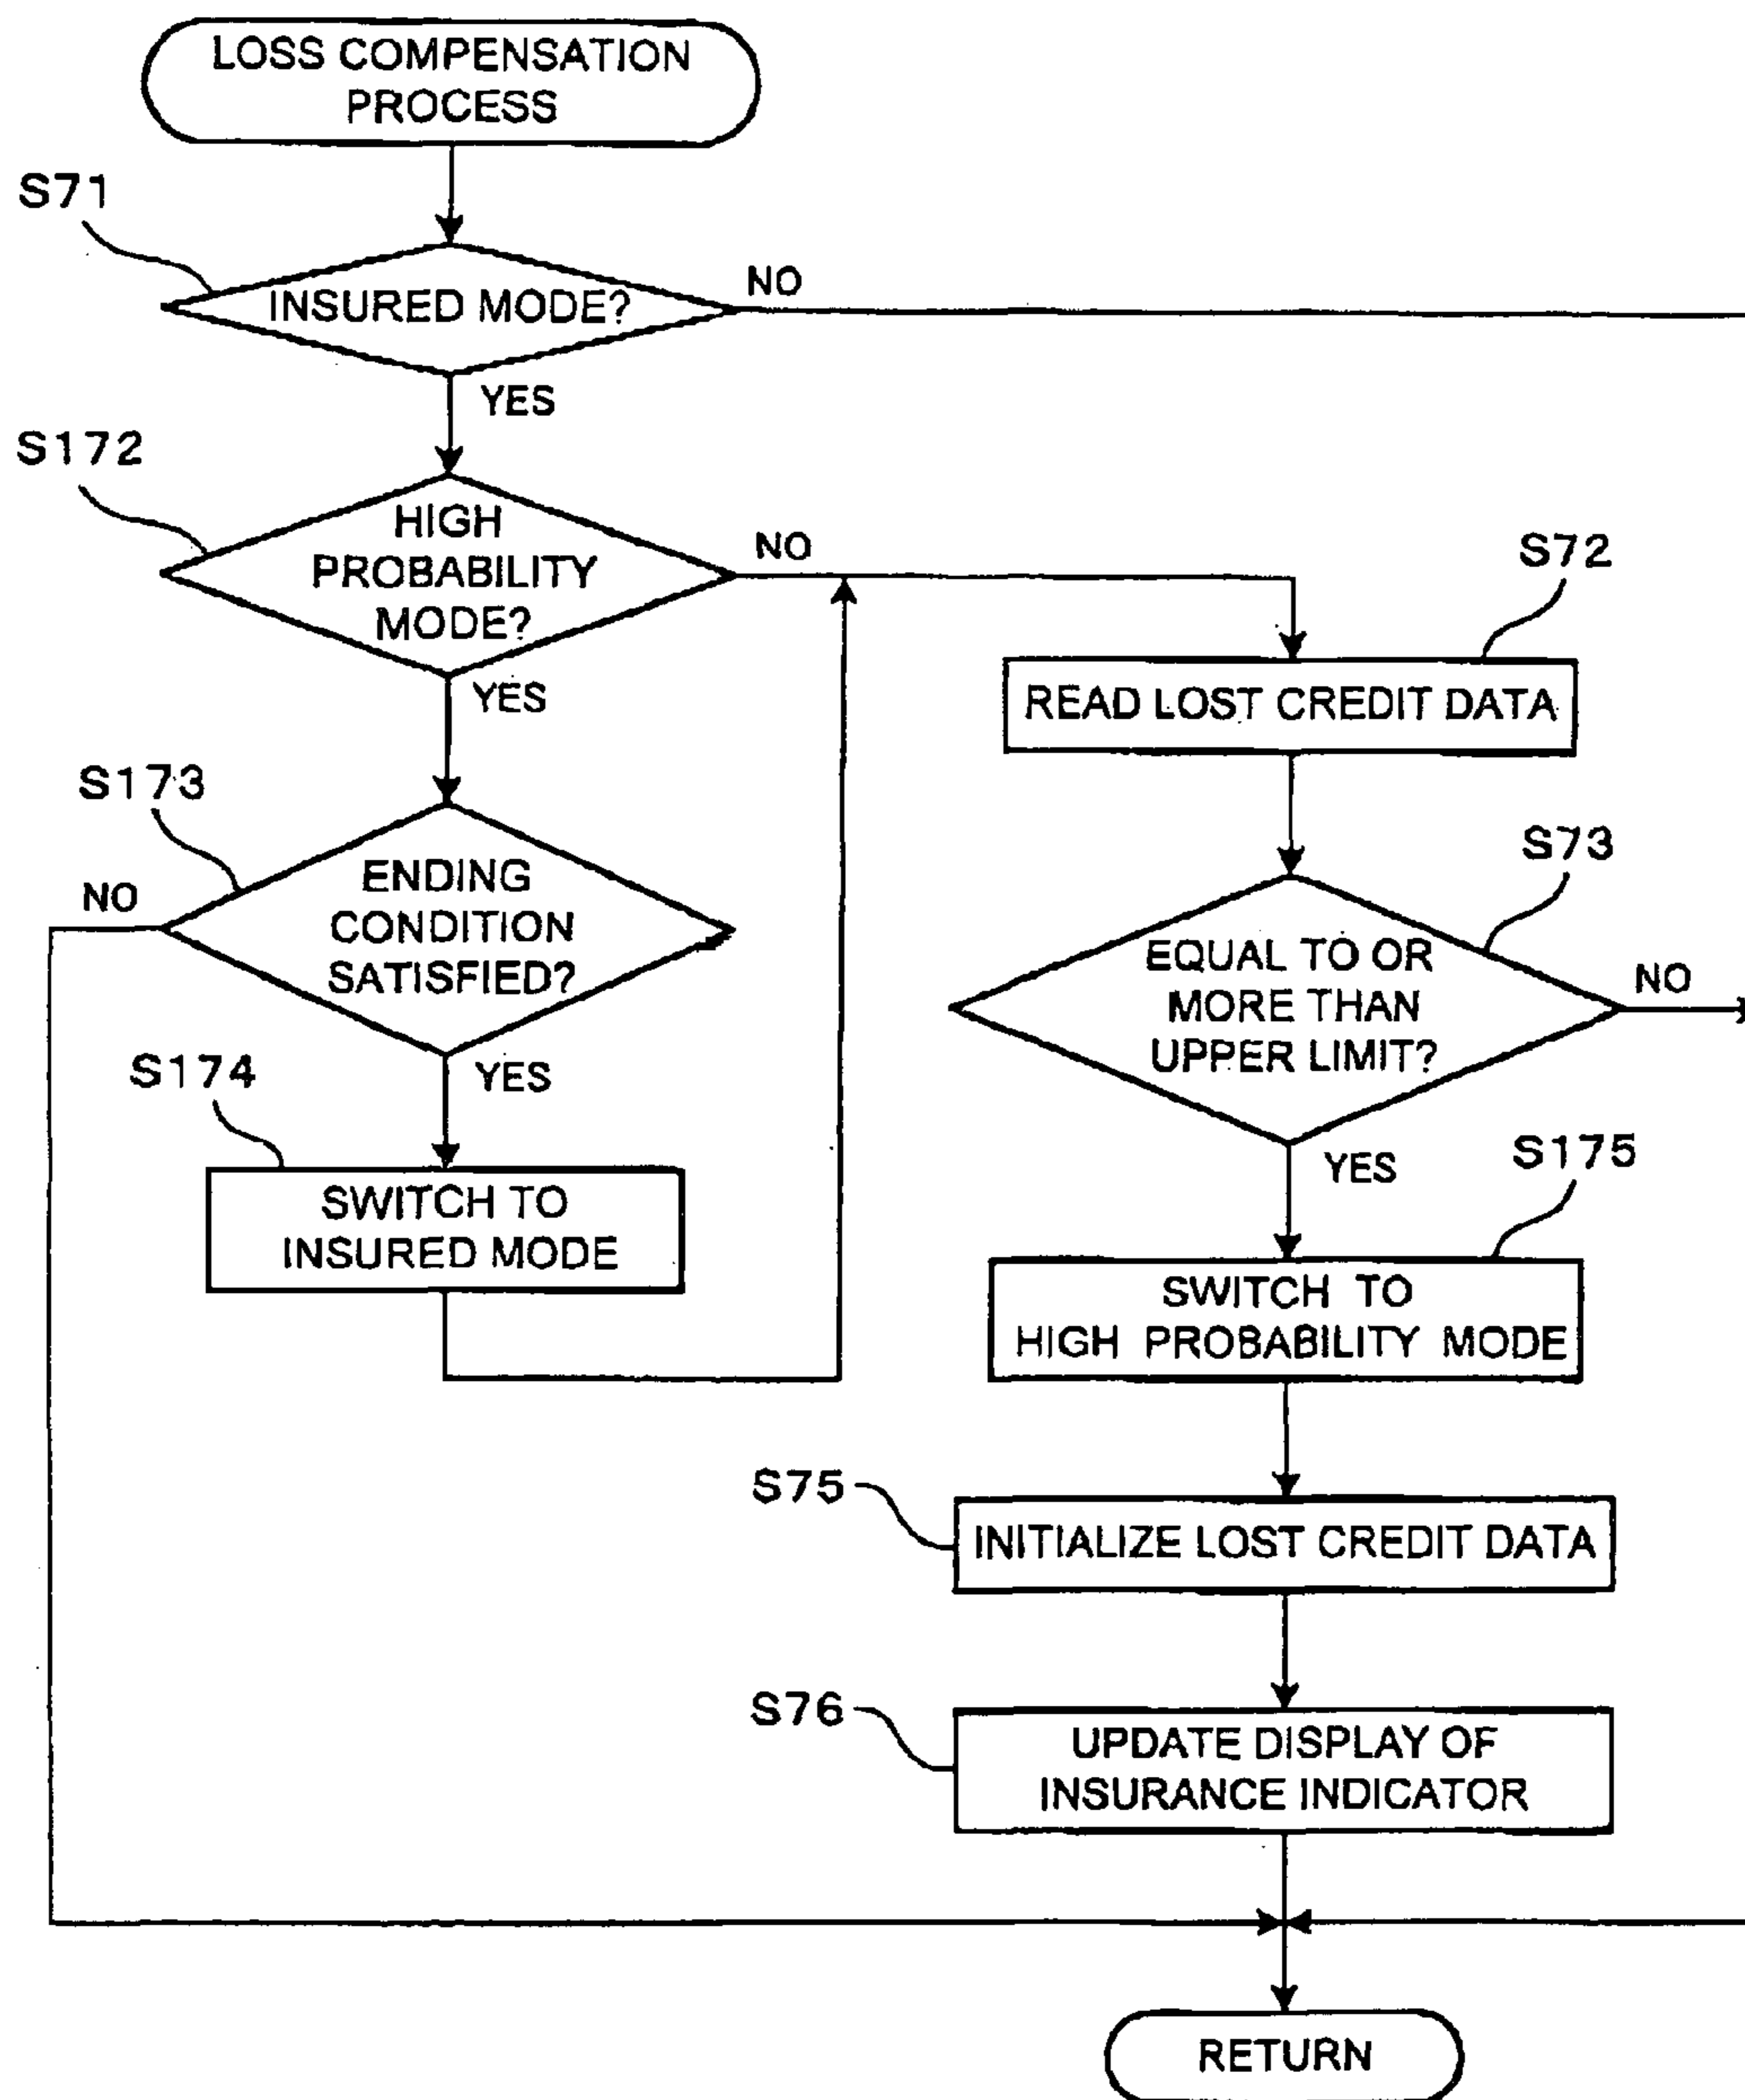 LOSS COMPENSATION
PROCESS
S71
INSURED MODE?
NO
YES
S172
HIGH
PROBABILITY
MODE?
NO
YES
S72
READ LOST CREDIT DATA
S173
ENDING
CONDITION
SATISFIED?
NO
YES
S73
EQUAL TO OR
MORE THAN
UPPER LIMIT?
NO
YES
S174
SWITCH TO
INSURED MODE
S175
SWITCH TO
HIGH PROBABILITY MODE
S75
INITIALIZE LOST CREDIT DATA
S76
UPDATE DISPLAY OF
INSURANCE INDICATOR
RETURN